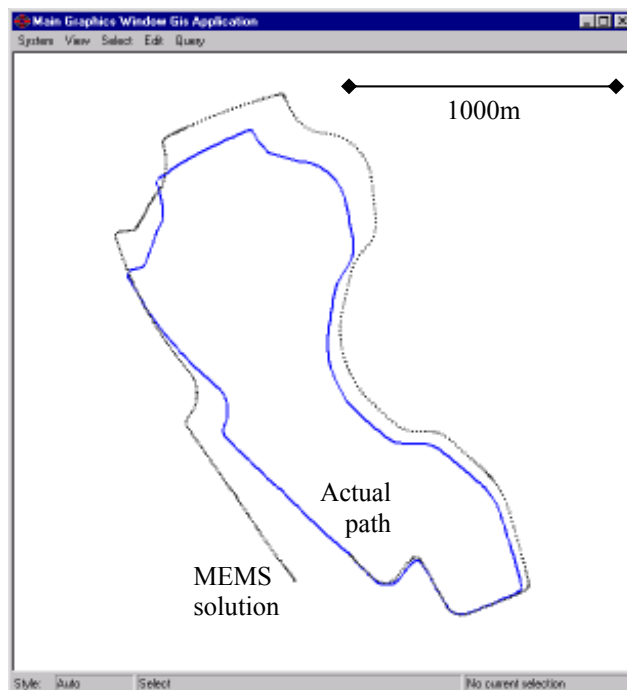 Main Graphics Window Gis Application
System View Select Edit Query
1000m
Actual
path
MEMS
solution
Style: Auto Select No current selection